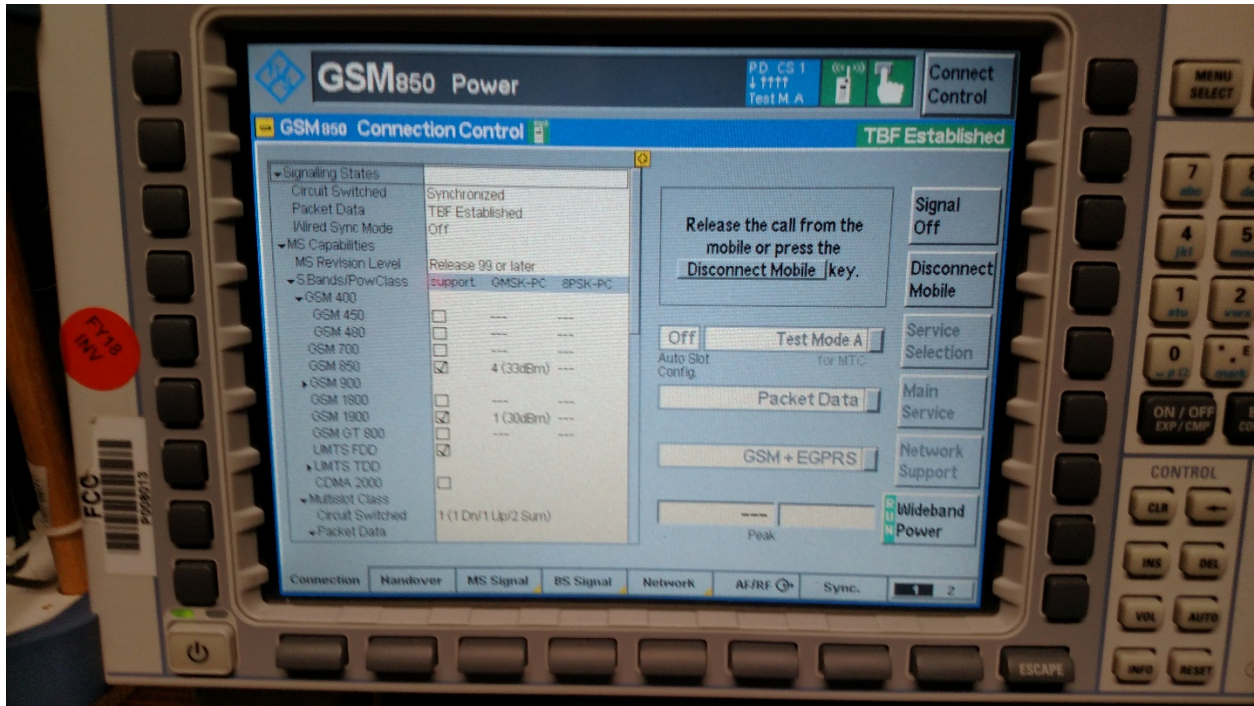 GSM850 Power
PD CS 1
↓ ↑↑↑↑
Test M. A
Connect
Control
GSM850 Connection Control
TBF Established
Signalling States
Circuit Switched Synchronized
Packet Data TBF Established
Wired Sync Mode Off
MS Capabilities
MS Revision Level Release 99 or later
S.Bands/PowClass support GMSK-PC 8PSK-PC
GSM 400
GSM 450 --- ---
GSM 480 --- ---
GSM 700 --- ---
GSM 850 4 (33dBm) ---
GSM 900
GSM 1800 --- ---
GSM 1900 1 (30dBm) ---
GSM GT 800 --- ---
UMTS FDD
UMTS TDD
CDMA 2000
Multislot Class
Circuit Switched 1 (1 Dn/1 Up/2 Sum)
Packet Data
Release the call from the
mobile or press the
Disconnect Mobile key.
Off Test Mode A
Auto Slot for MTC
Config.
Packet Data
GSM + EGPRS
---
Peak
Signal
Off
Disconnect
Mobile
Service
Selection
Main
Service
Network
Support
RUN
Wideband
Power
Connection Handover MS Signal BS Signal Network AF/RF Sync. 1 2
ESCAPE
FY18
INV
FCC
P008013
MENU
SELECT
7
abc
4 5
jkl
1 2
stu vwx
0
mark
ON / OFF
EXP / CMP
CONTROL
CLR
INS DEL
VOL AUTO
INFO RESET